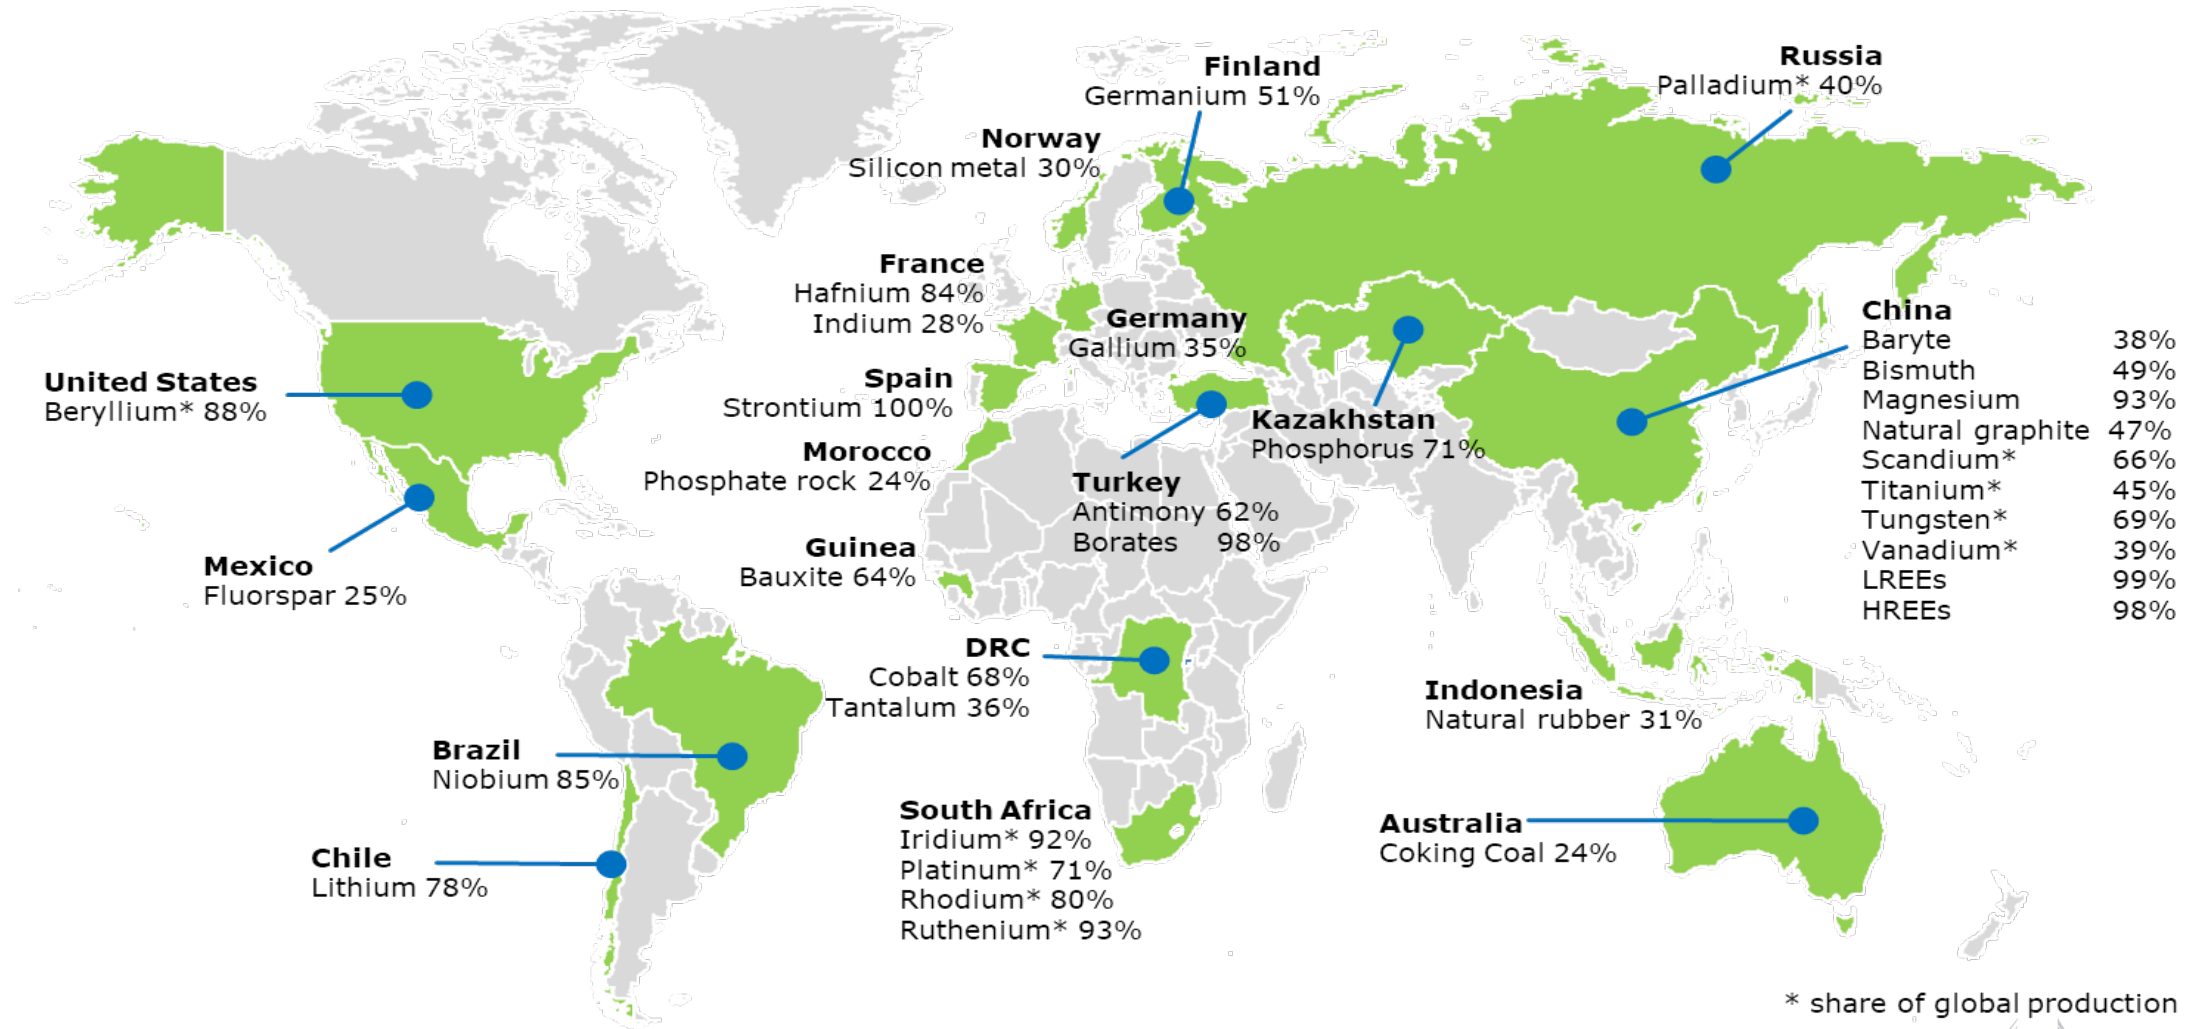 Russia
Palladium* 40%
Finland
Germanium 51%
Norway
Silicon metal 30%
France
Hafnium 84%
Indium 28%
Germany
Gallium 35%
China
Baryte 38%
Bismuth 49%
Magnesium 93%
Natural graphite 47%
Scandium* 66%
Titanium* 45%
Tungsten* 69%
Vanadium* 39%
LREEs 99%
HREEs 98%
United States
Beryllium* 88%
Spain
Strontium 100%
Kazakhstan
Phosphorus 71%
Morocco
Phosphate rock 24%
Turkey
Antimony 62%
Borates 98%
Mexico
Fluorspar 25%
Guinea
Bauxite 64%
DRC
Cobalt 68%
Tantalum 36%
Indonesia
Natural rubber 31%
Brazil
Niobium 85%
South Africa
Iridium* 92%
Platinum* 71%
Rhodium* 80%
Ruthenium* 93%
Australia
Coking Coal 24%
Chile
Lithium 78%
* share of global production